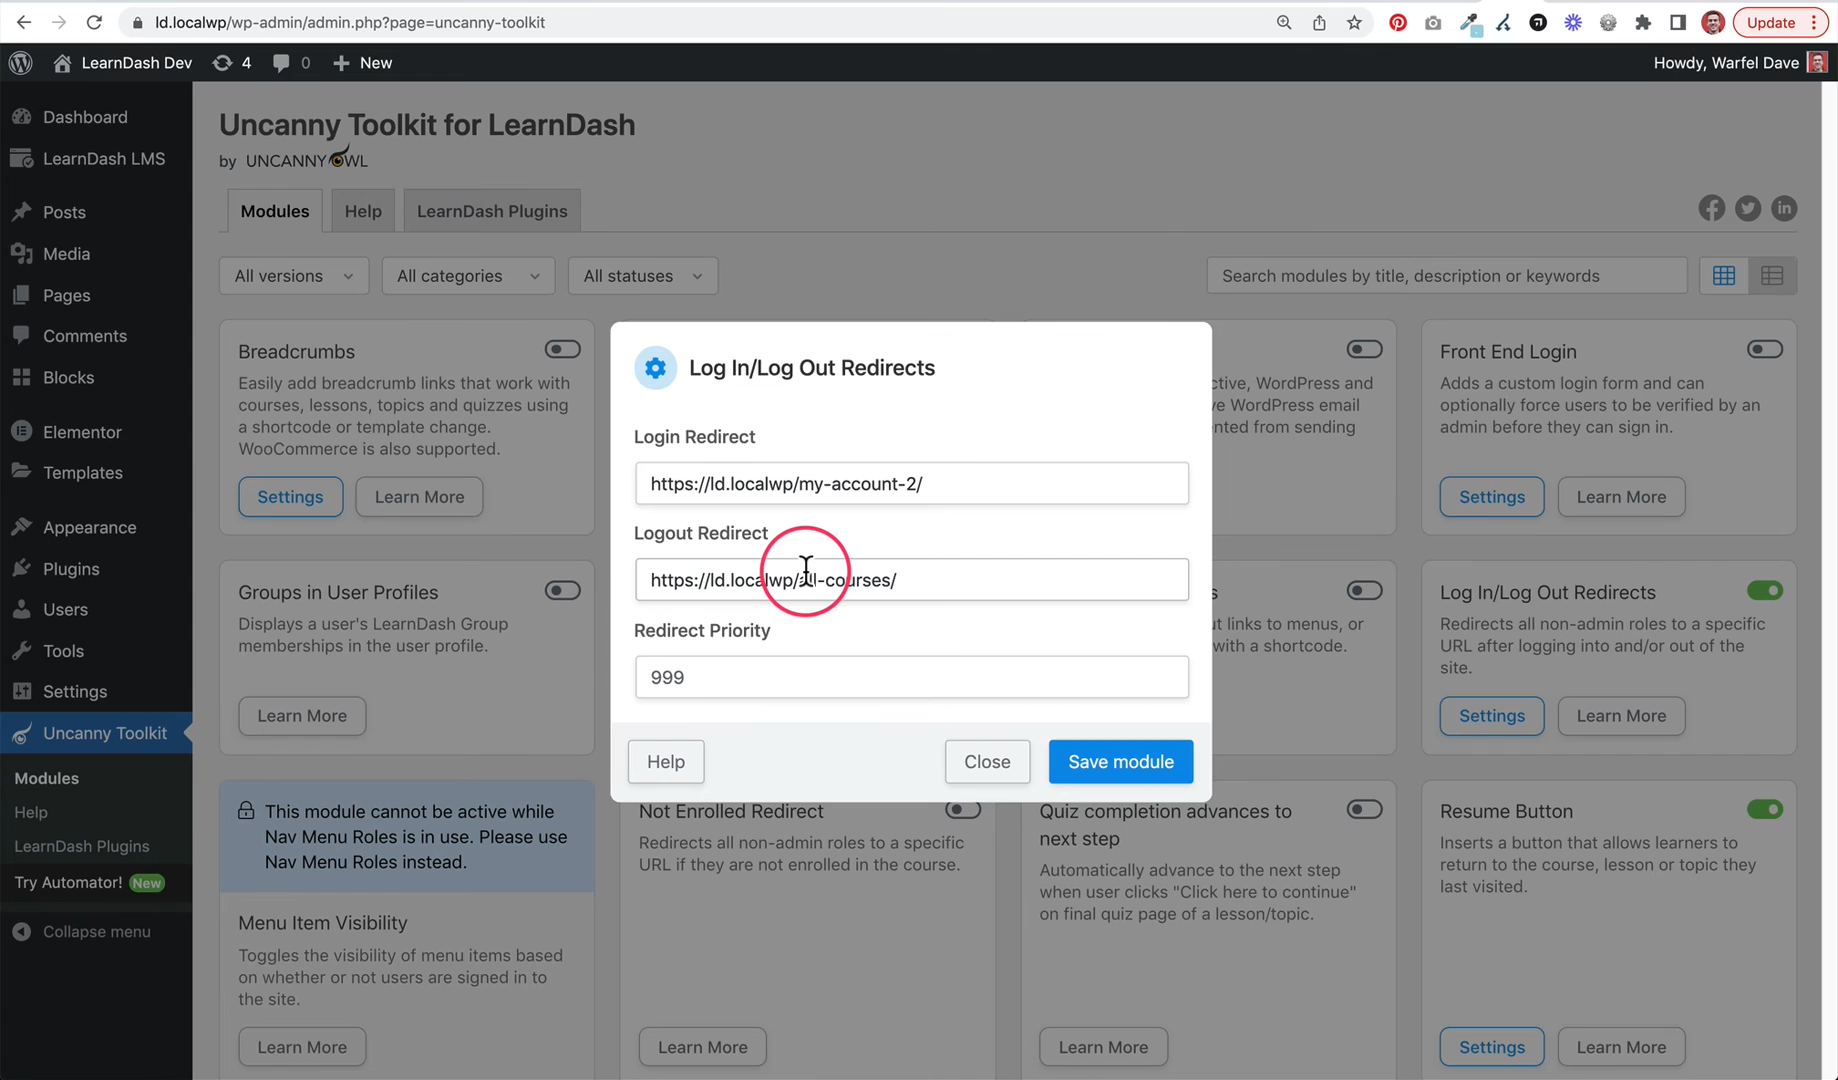 ld.localwp/wp-admin/admin.php?page=uncanny-toolkit
Update
LearnDash Dev
4
0
New
Howdy, Warfel Dave
Dashboard
LearnDash LMS
Posts
Media
Pages
Comments
Blocks
Elementor
Templates
Appearance
Plugins
Users
Tools
Settings
Uncanny Toolkit
Modules
Help
LearnDash Plugins
Try Automator! New
Collapse menu
Uncanny Toolkit for LearnDash
by UNCANNY OWL
Modules
Help
LearnDash Plugins
All versions
All categories
All statuses
Search modules by title, description or keywords
Breadcrumbs
Easily add breadcrumb links that work with
courses, lessons, topics and quizzes using
a shortcode or template change.
WooCommerce is also supported.
Settings
Learn More
ctive, WordPress and
ve WordPress email
ented from sending
Front End Login
Adds a custom login form and can
optionally force users to be verified by an
admin before they can sign in.
Settings
Learn More
Log In/Log Out Redirects
Login Redirect
https://ld.localwp/my-account-2/
Logout Redirect
https://ld.localwp/all-courses/
Redirect Priority
999
Help
Close
Save module
Groups in User Profiles
Displays a user's LearnDash Group
memberships in the user profile.
Learn More
s
ut links to menus, or
with a shortcode.
Log In/Log Out Redirects
Redirects all non-admin roles to a specific
URL after logging into and/or out of the
site.
Settings
Learn More
This module cannot be active while
Nav Menu Roles is in use. Please use
Nav Menu Roles instead.
Menu Item Visibility
Toggles the visibility of menu items based
on whether or not users are signed in to
the site.
Learn More
Not Enrolled Redirect
Redirects all non-admin roles to a specific
URL if they are not enrolled in the course.
Learn More
Quiz completion advances to
next step
Automatically advance to the next step
when user clicks "Click here to continue"
on final quiz page of a lesson/topic.
Learn More
Resume Button
Inserts a button that allows learners to
return to the course, lesson or topic they
last visited.
Settings
Learn More